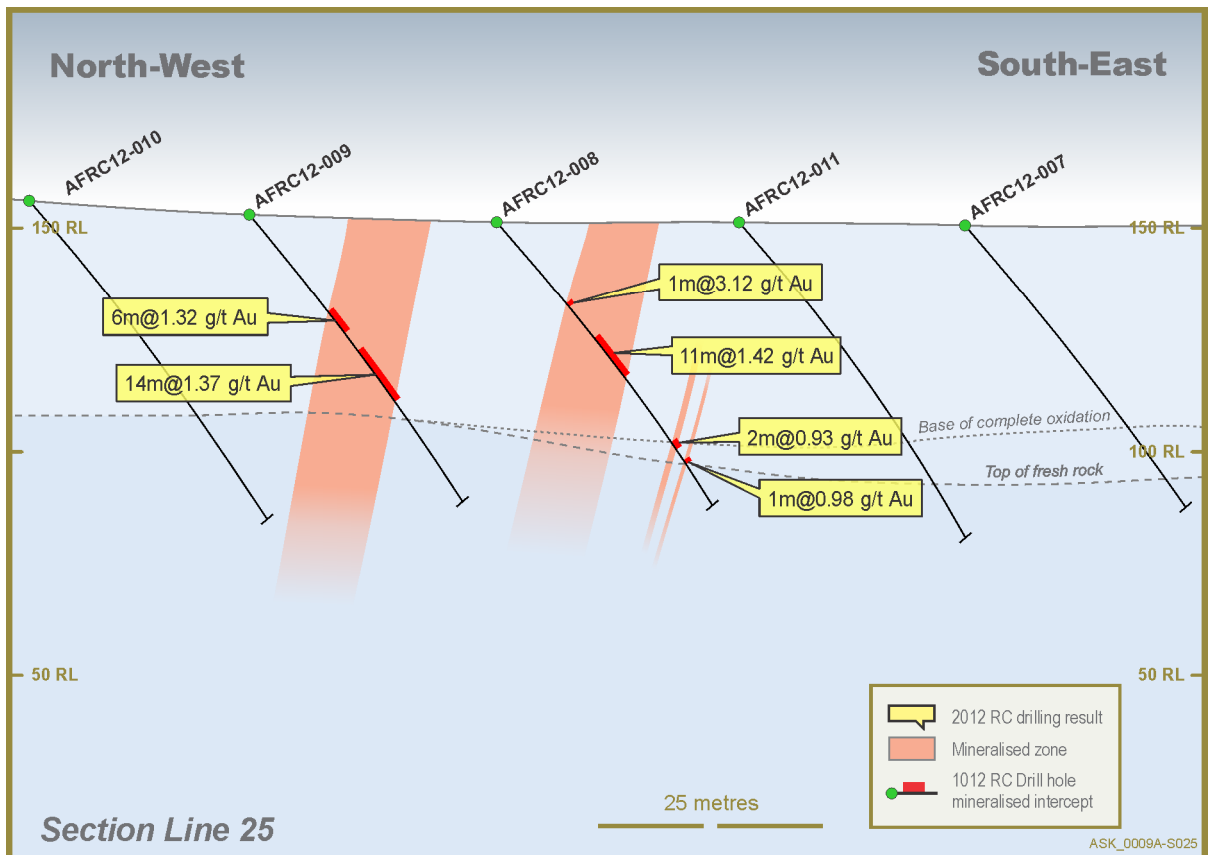 North-West
South-East
AFRC12-010
AFRC12-009
AFRC12-008
AFRC12-011
AFRC12-007
150 RL
150 RL
1m@3.12 g/t Au
6m@1.32 g/t Au
11m@1.42 g/t Au
14m@1.37 g/t Au
Base of complete oxidation
2m@0.93 g/t Au
100 RL
Top of fresh rock
1m@0.98 g/t Au
50 RL
50 RL
2012 RC drilling result
Mineralised zone
1012 RC Drill hole
mineralised intercept
25 metres
Section Line 25
ASK_0009A-S025